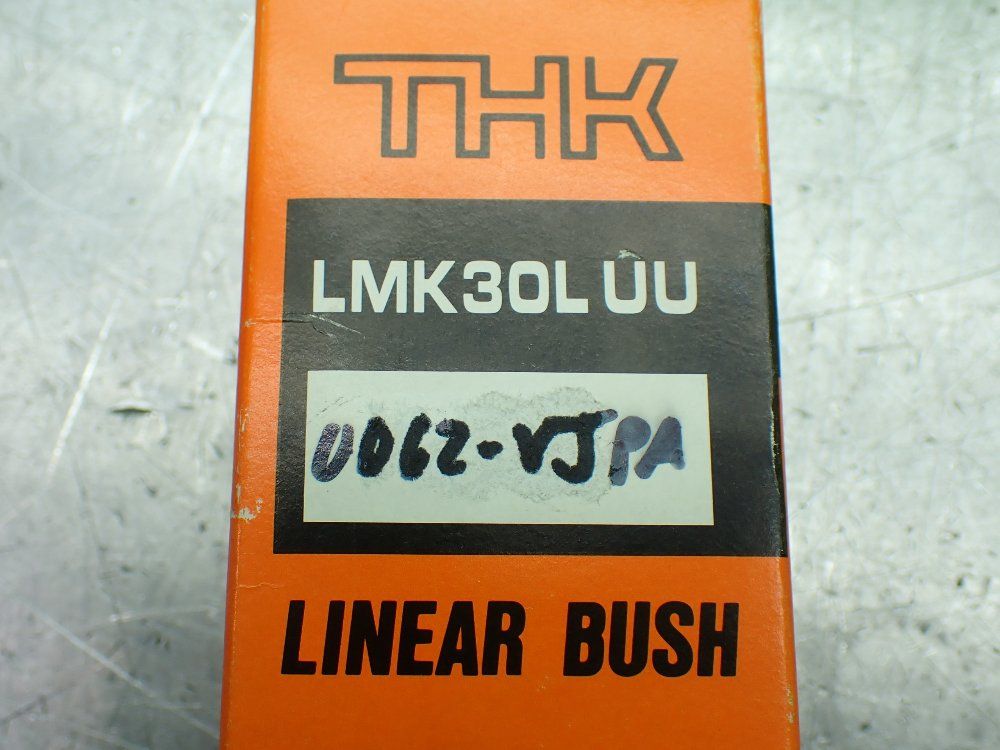 THK
LMK30L UU
U062-VJPA
LINEAR BUSH